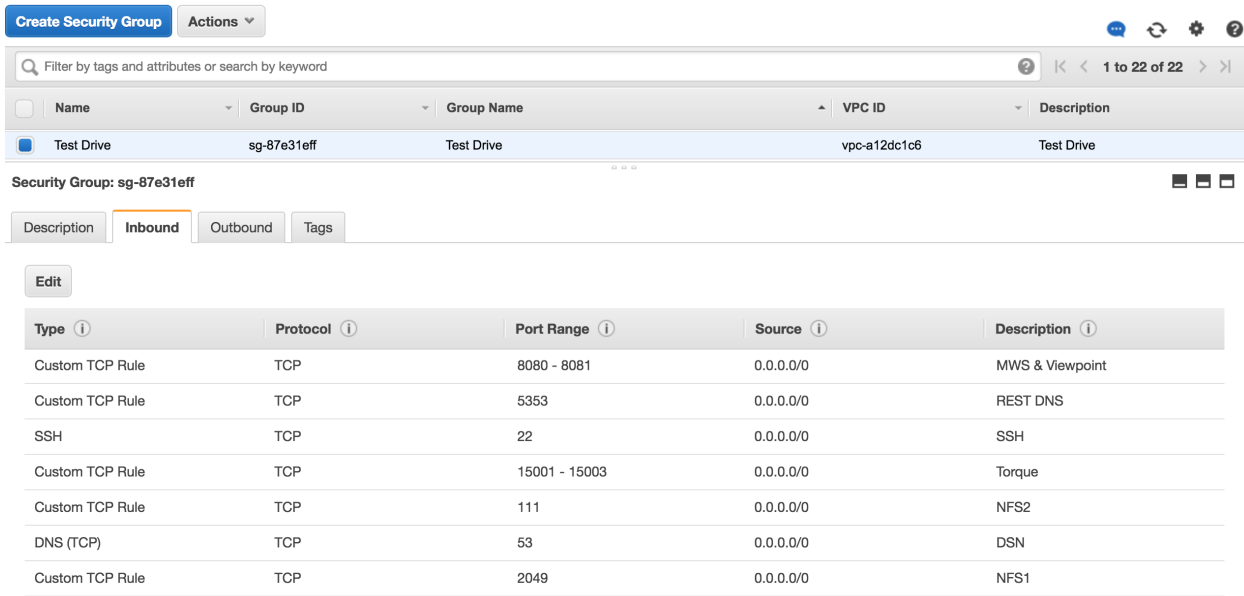 Create Security Group Actions
Filter by tags and attributes or search by keyword 1 to 22 of 22
Name Group ID Group Name VPC ID Description
Test Drive sg-87e31eff Test Drive vpc-a12dc1c6 Test Drive
Security Group: sg-87e31eff
Description Inbound Outbound Tags
Edit
Type Protocol Port Range Source Description
Custom TCP Rule TCP 8080 - 8081 0.0.0.0/0 MWS & Viewpoint
Custom TCP Rule TCP 5353 0.0.0.0/0 REST DNS
SSH TCP 22 0.0.0.0/0 SSH
Custom TCP Rule TCP 15001 - 15003 0.0.0.0/0 Torque
Custom TCP Rule TCP 111 0.0.0.0/0 NFS2
DNS (TCP) TCP 53 0.0.0.0/0 DSN
Custom TCP Rule TCP 2049 0.0.0.0/0 NFS1